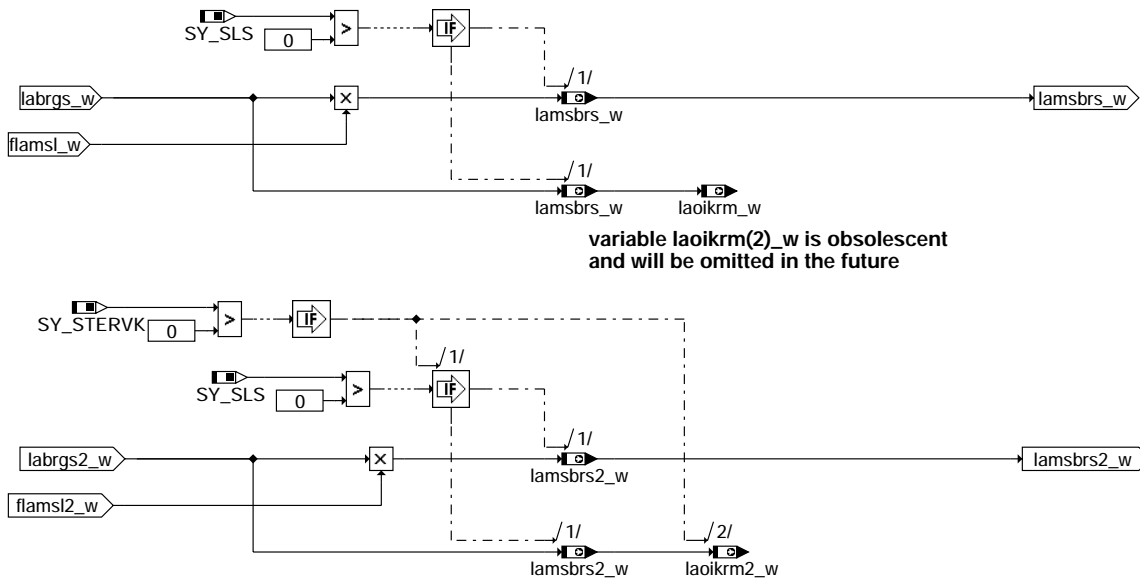 SY_SLS
0
>
IF
/1/
labrgs_w
×
lamsbrs_w
lamsbrs_w
flamsl_w
/1/
lamsbrs_w
laoikrm_w
variable laoikrm(2)_w is obsolescent
and will be omitted in the future
SY_STERVK
0
>
IF
/1/
SY_SLS
0
>
IF
/1/
labrgs2_w
×
lamsbrs2_w
lamsbrs2_w
flamsl2_w
/1/
/2/
lamsbrs2_w
laoikrm2_w